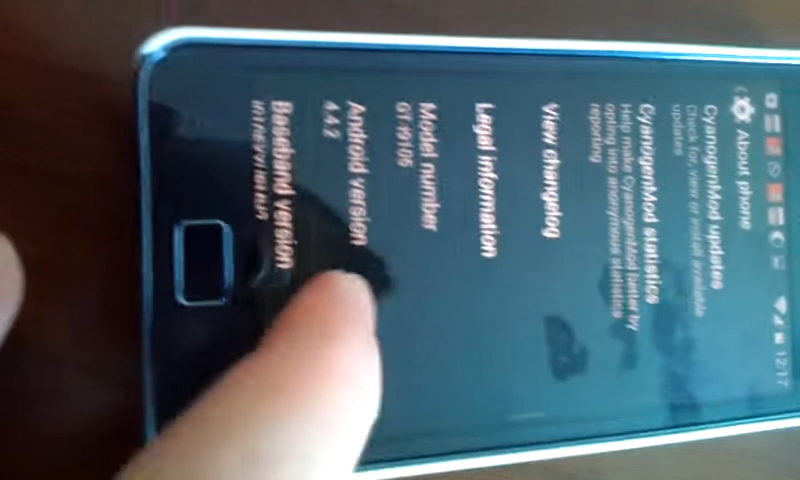 12:17
About phone
CyanogenMod updates
Check for, view or install available
updates
CyanogenMod statistics
Help make CyanogenMod better by
opting into anonymous statistics
reporting
View changelog
Legal information
Model number
GT-I9105
Android version
4.4.2
Baseband version